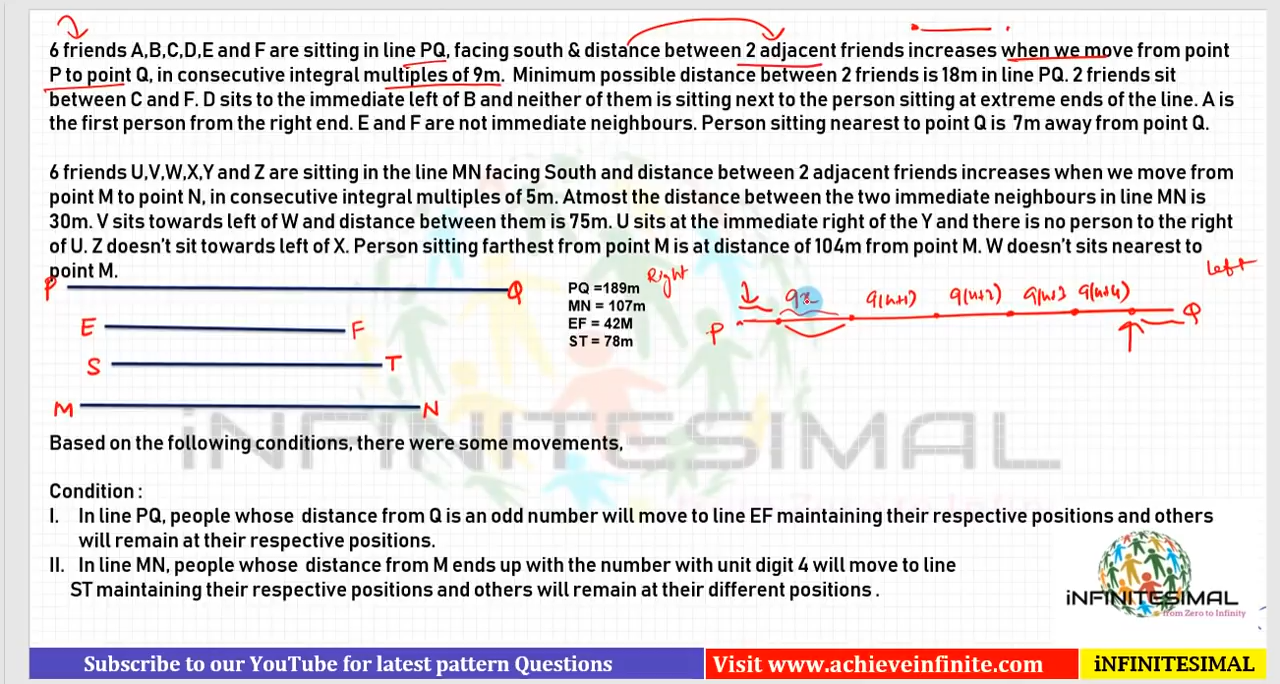 6 friends A,B,C,D,E and F are sitting in line PQ, facing south & distance between 2 adjacent friends increases when we move from point
P to point Q, in consecutive integral multiples of 9m. Minimum possible distance between 2 friends is 18m in line PQ. 2 friends sit
between C and F. D sits to the immediate left of B and neither of them is sitting next to the person sitting at extreme ends of the line. A is
the first person from the right end. E and F are not immediate neighbours. Person sitting nearest to point Q is 7m away from point Q.
6 friends U,V,W,X,Y and Z are sitting in the line MN facing South and distance between 2 adjacent friends increases when we move from
point M to point N, in consecutive integral multiples of 5m. Atmost the distance between the two immediate neighbours in line MN is
30m. V sits towards left of W and distance between them is 75m. U sits at the immediate right of the Y and there is no person to the right
of U. Z doesn't sit towards left of X. Person sitting farthest from point M is at distance of 104m from point M. W doesn't sits nearest to
point M.
P Q
E F
S T
M N
PQ =189m
MN = 107m
EF = 42M
ST = 78m
Right
Left
P 9(n+1) 9(n+2) 9(n+4) Q
Based on the following conditions, there were some movements,
Condition :
I. In line PQ, people whose distance from Q is an odd number will move to line EF maintaining their respective positions and others
will remain at their respective positions.
II. In line MN, people whose distance from M ends up with the number with unit digit 4 will move to line
ST maintaining their respective positions and others will remain at their different positions .
iNFINITESIMAL
iNFINITESIMAL
from Zero to Infinity
Subscribe to our YouTube for latest pattern Questions
Visit www.achieveinfinite.com
iNFINITESIMAL